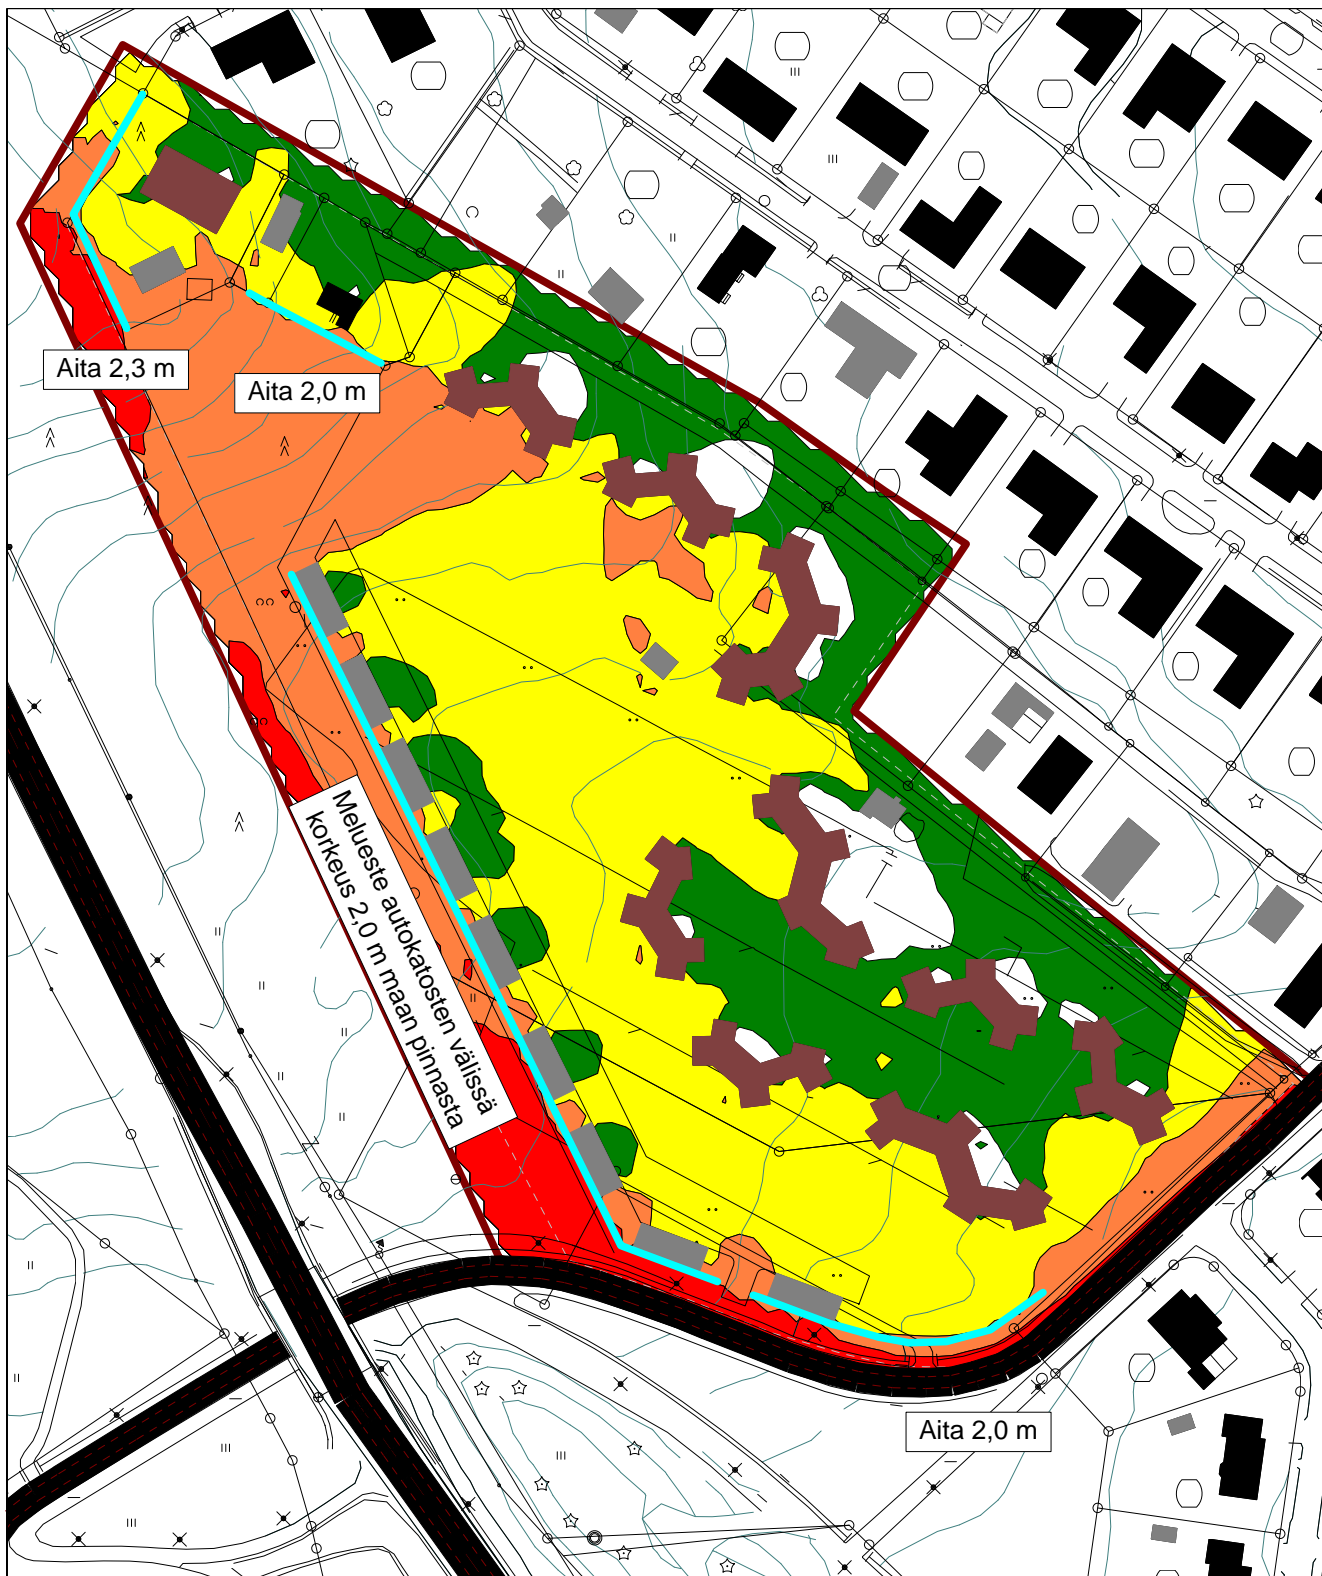 Aita 2,3 m
Aita 2,0 m
Melueste autokatosten välissä
korkeus 2,0 m maan pinnasta
Aita 2,0 m